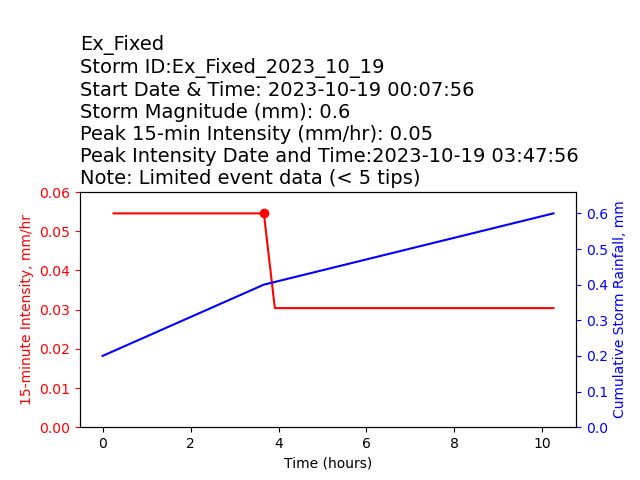 Ex_Fixed
Storm ID:Ex_Fixed_2023_10_19
Start Date & Time: 2023-10-19 00:07:56
Storm Magnitude (mm): 0.6
Peak 15-min Intensity (mm/hr): 0.05
Peak Intensity Date and Time:2023-10-19 03:47:56
Note: Limited event data (< 5 tips)
15-minute Intensity, mm/hr
0.06
0.05
0.04
0.03
0.02
0.01
0.00
0.6
0.5
0.4
0.3
0.2
0.1
0.0
Cumulative Storm Rainfall, mm
0 2 4 6 8 10
Time (hours)